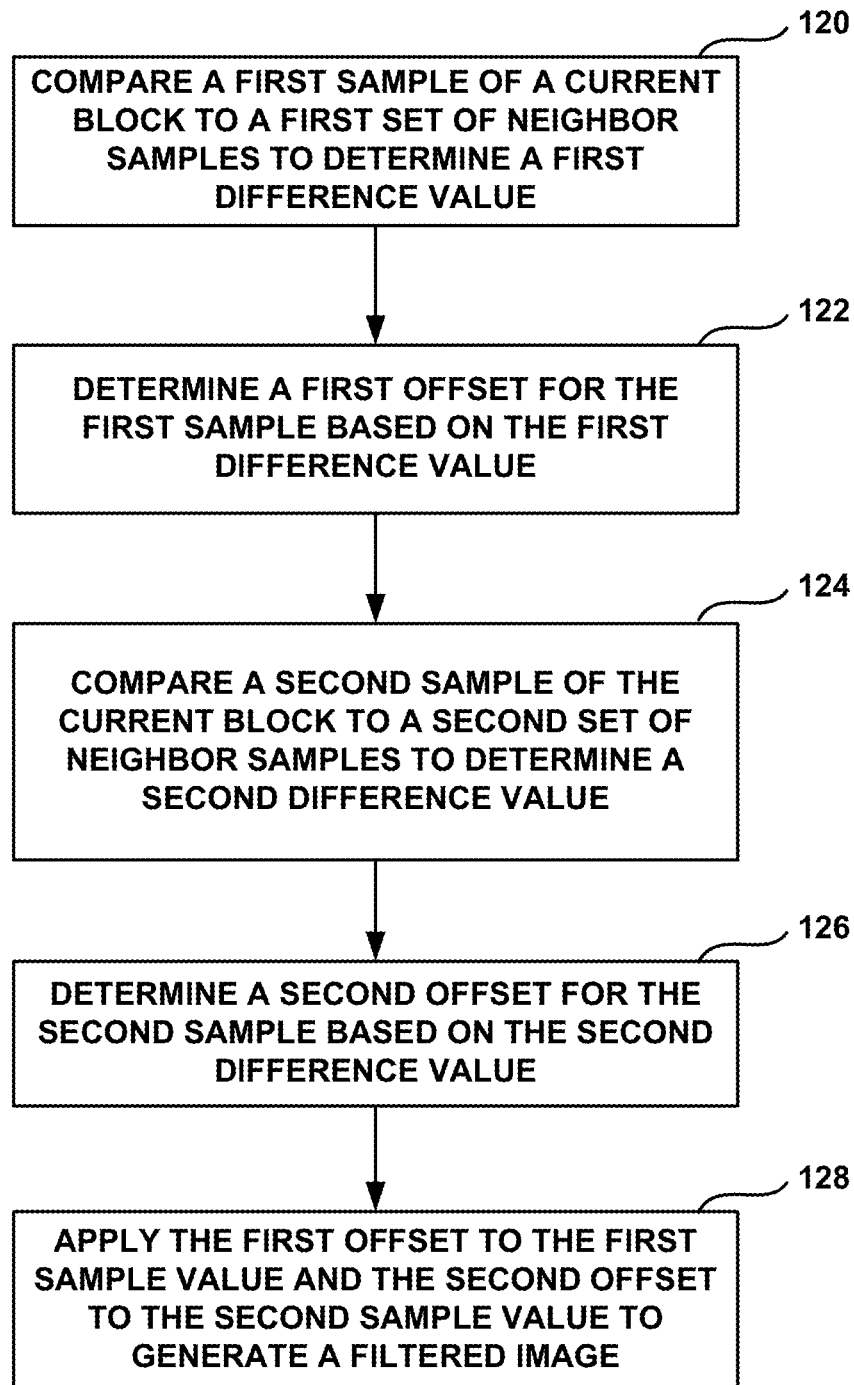 120
COMPARE A FIRST SAMPLE OF A CURRENT
BLOCK TO A FIRST SET OF NEIGHBOR
SAMPLES TO DETERMINE A FIRST
DIFFERENCE VALUE
122
DETERMINE A FIRST OFFSET FOR THE
FIRST SAMPLE BASED ON THE FIRST
DIFFERENCE VALUE
124
COMPARE A SECOND SAMPLE OF THE
CURRENT BLOCK TO A SECOND SET OF
NEIGHBOR SAMPLES TO DETERMINE A
SECOND DIFFERENCE VALUE
126
DETERMINE A SECOND OFFSET FOR THE
SECOND SAMPLE BASED ON THE SECOND
DIFFERENCE VALUE
128
APPLY THE FIRST OFFSET TO THE FIRST
SAMPLE VALUE AND THE SECOND OFFSET
TO THE SECOND SAMPLE VALUE TO
GENERATE A FILTERED IMAGE